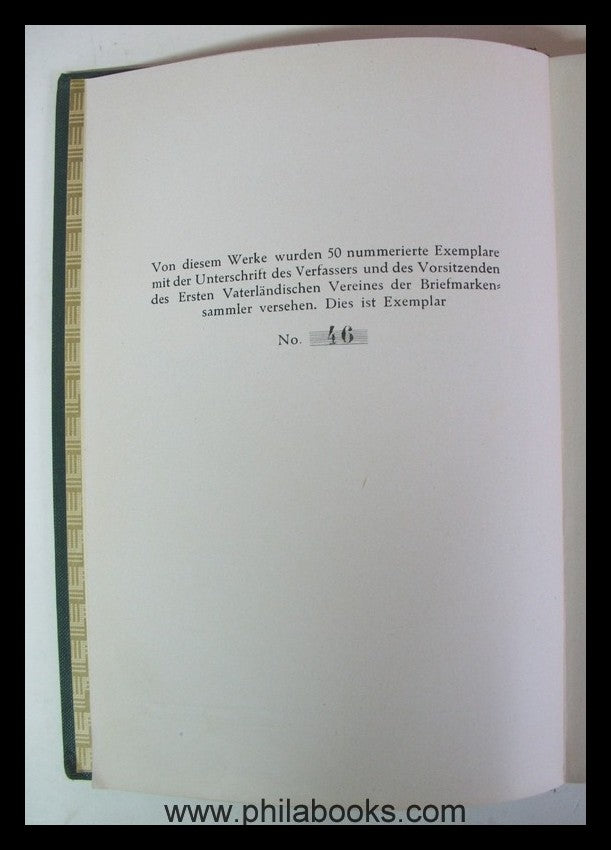 Von diesem Werke wurden 50 nummerierte Exemplare
mit der Unterschrift des Verfassers und des Vorsitzenden
des Ersten Vaterländischen Vereines der Briefmarken=
sammler versehen. Dies ist Exemplar
No. 46
www.philabooks.com